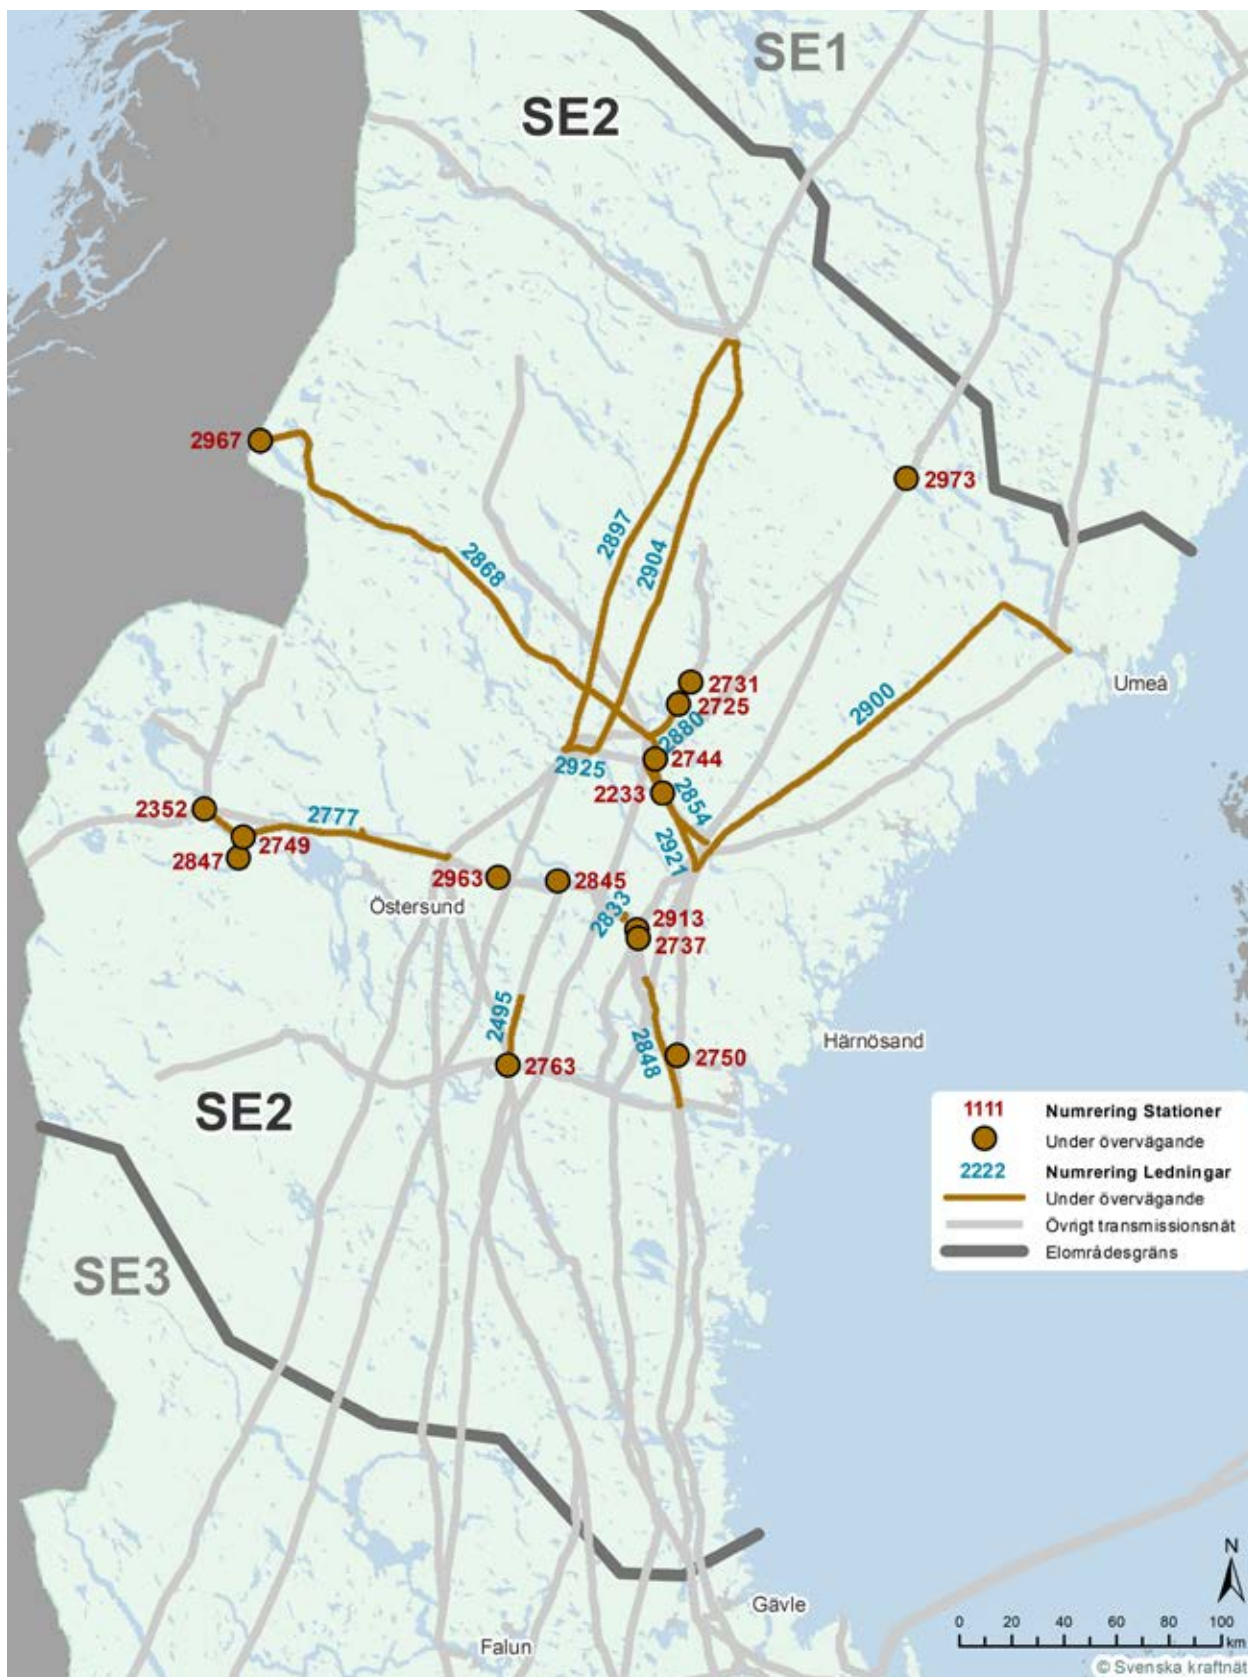 SE1
SE2
2967
2973
2897
2904
2868
2731
2725
Umeå
2900
2880
2744
2925
2233
2854
2352
2777
2749
2921
2847
2963
2845
Östersund
2833
2913
2737
2495
2848
Härnösand
2750
2763
SE2
1111 Numrering Stationer
Under övervägande
2222 Numrering Ledningar
Under övervägande
Övrigt transmissionsnät
Elområdesgräns
SE3
N
Gävle
0 20 40 60 80 100
km
Falun
© Svenska kraftnät